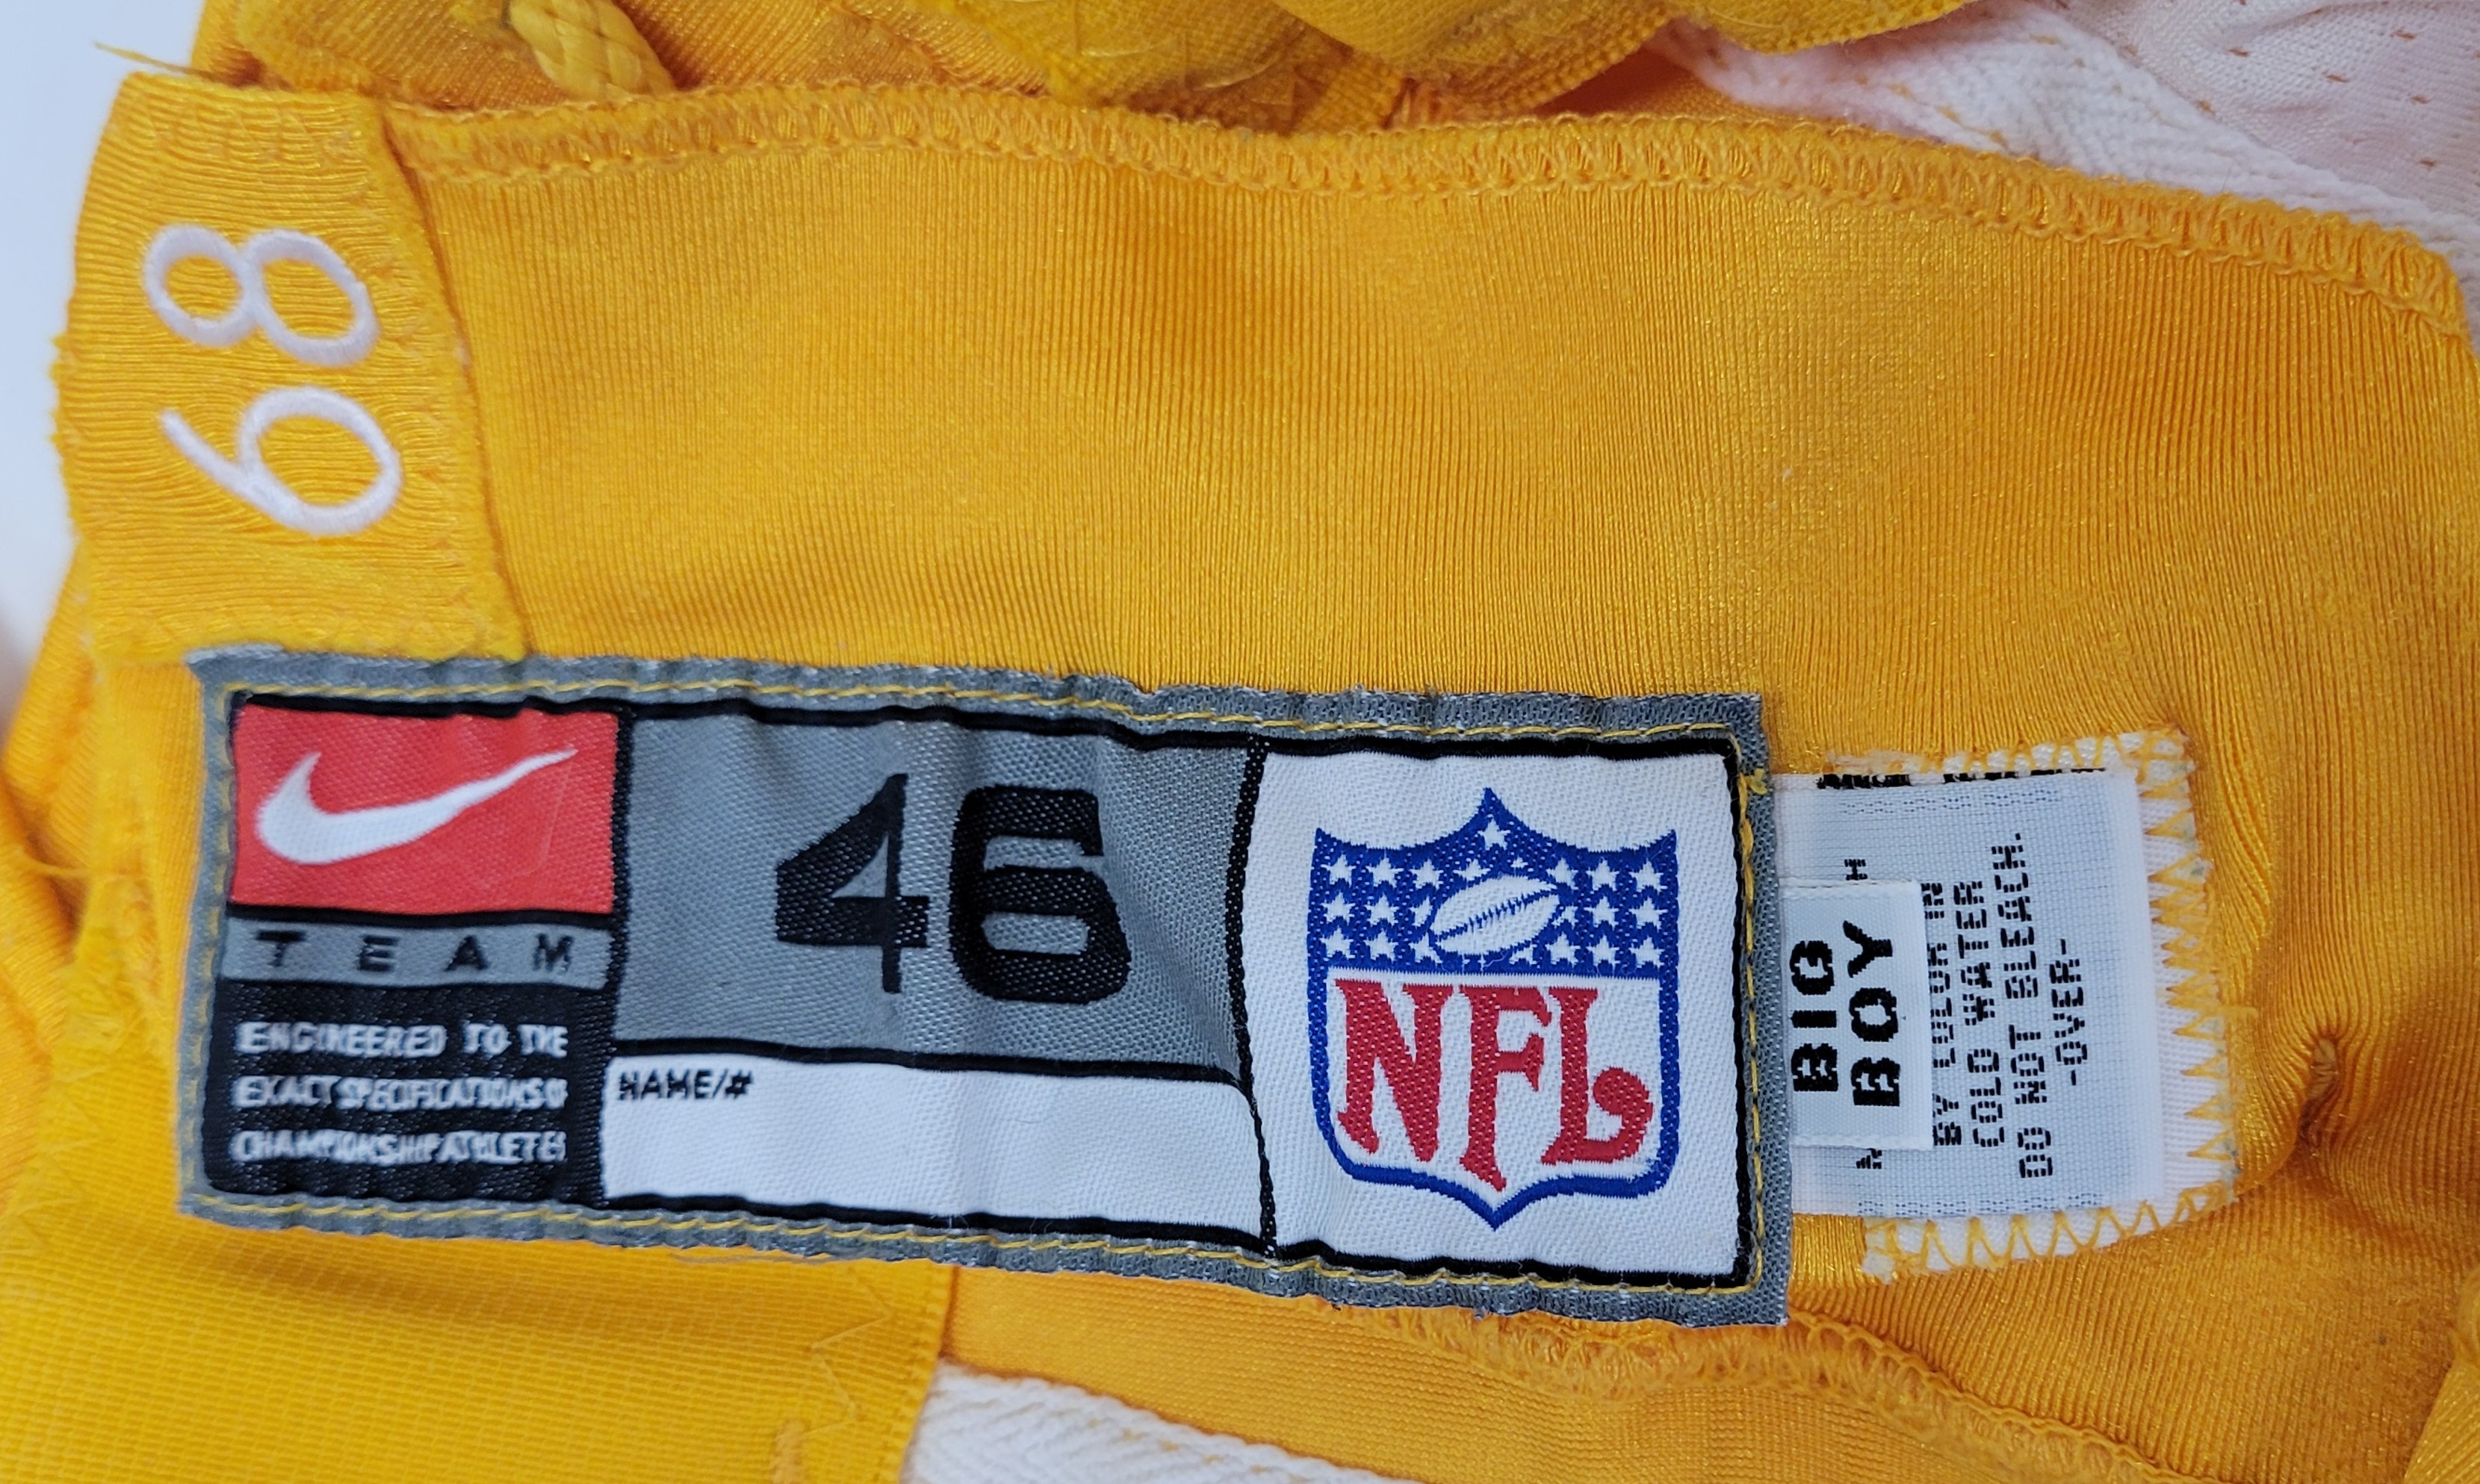 68
TEAM
ENGINEERED TO THE
EXACT SPECIFICATIONS OF
CHAMPIONSHIP ATHLETES
46
NAME/#
NFL
BIG
BOY
BY COLOR IN
COLD WATER
DO NOT BLEACH.
-OVER-